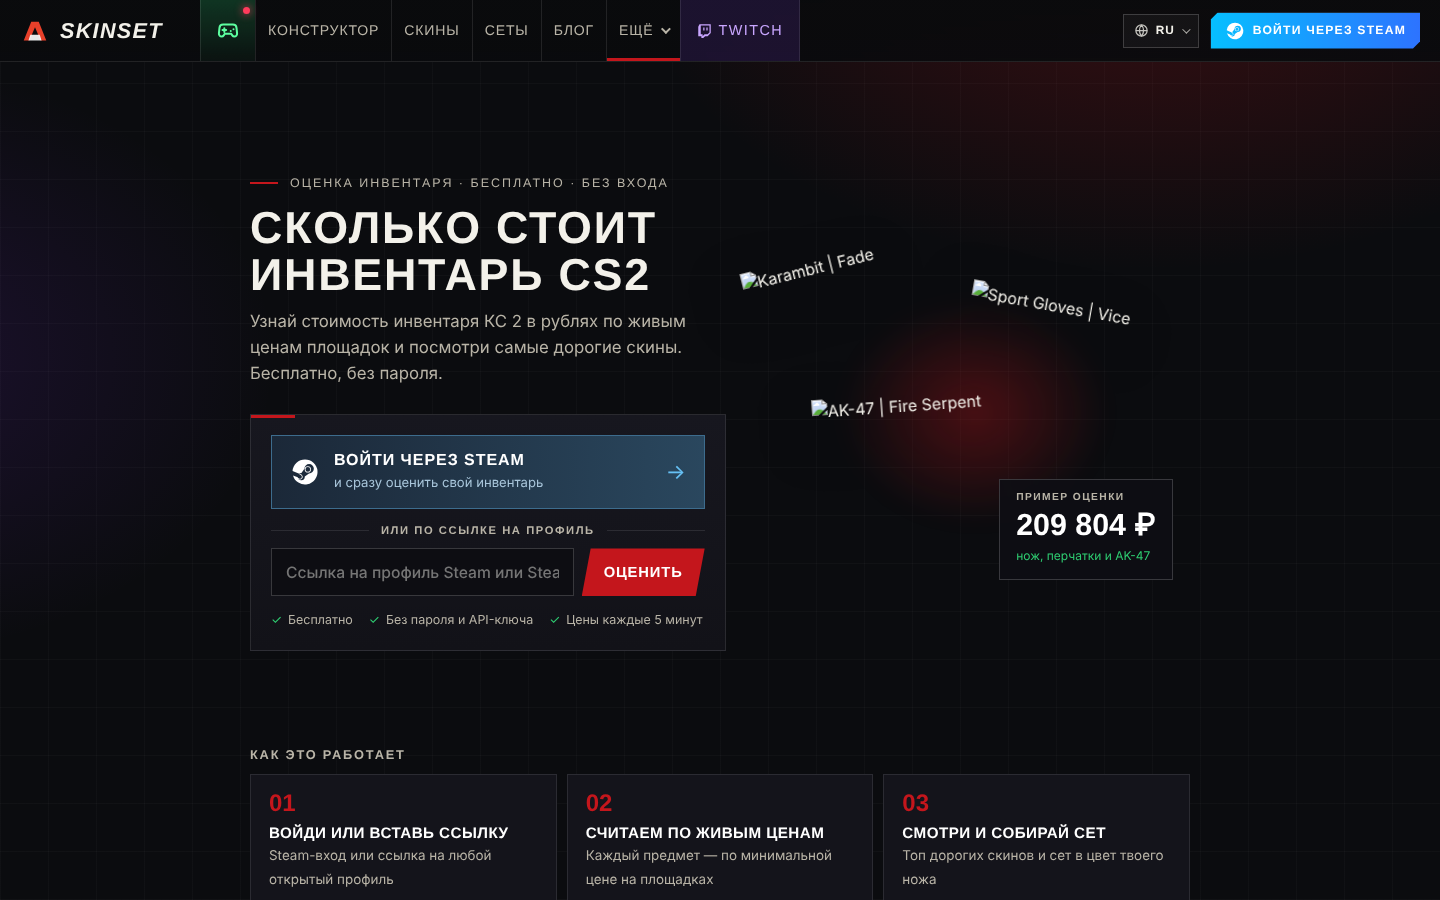 SKINSET
КОНСТРУКТОР
СКИНЫ
СЕТЫ
БЛОГ
ЕЩЁ
TWITCH
RU
ВОЙТИ ЧЕРЕЗ STEAM
ОЦЕНКА ИНВЕНТАРЯ · БЕСПЛАТНО · БЕЗ ВХОДА
СКОЛЬКО СТОИТ
ИНВЕНТАРЬ CS2
Узнай стоимость инвентаря КС 2 в рублях по живым
ценам площадок и посмотри самые дорогие скины.
Бесплатно, без пароля.
Karambit | Fade
Sport Gloves | Vice
AK-47 | Fire Serpent
ВОЙТИ ЧЕРЕЗ STEAM
и сразу оценить свой инвентарь
ИЛИ ПО ССЫЛКЕ НА ПРОФИЛЬ
Ссылка на профиль Steam или Stea
ОЦЕНИТЬ
✓ Бесплатно ✓ Без пароля и API-ключа ✓ Цены каждые 5 минут
ПРИМЕР ОЦЕНКИ
209 804 ₽
нож, перчатки и AK-47
КАК ЭТО РАБОТАЕТ
01
ВОЙДИ ИЛИ ВСТАВЬ ССЫЛКУ
Steam-вход или ссылка на любой
открытый профиль
02
СЧИТАЕМ ПО ЖИВЫМ ЦЕНАМ
Каждый предмет — по минимальной
цене на площадках
03
СМОТРИ И СОБИРАЙ СЕТ
Топ дорогих скинов и сет в цвет твоего
ножа